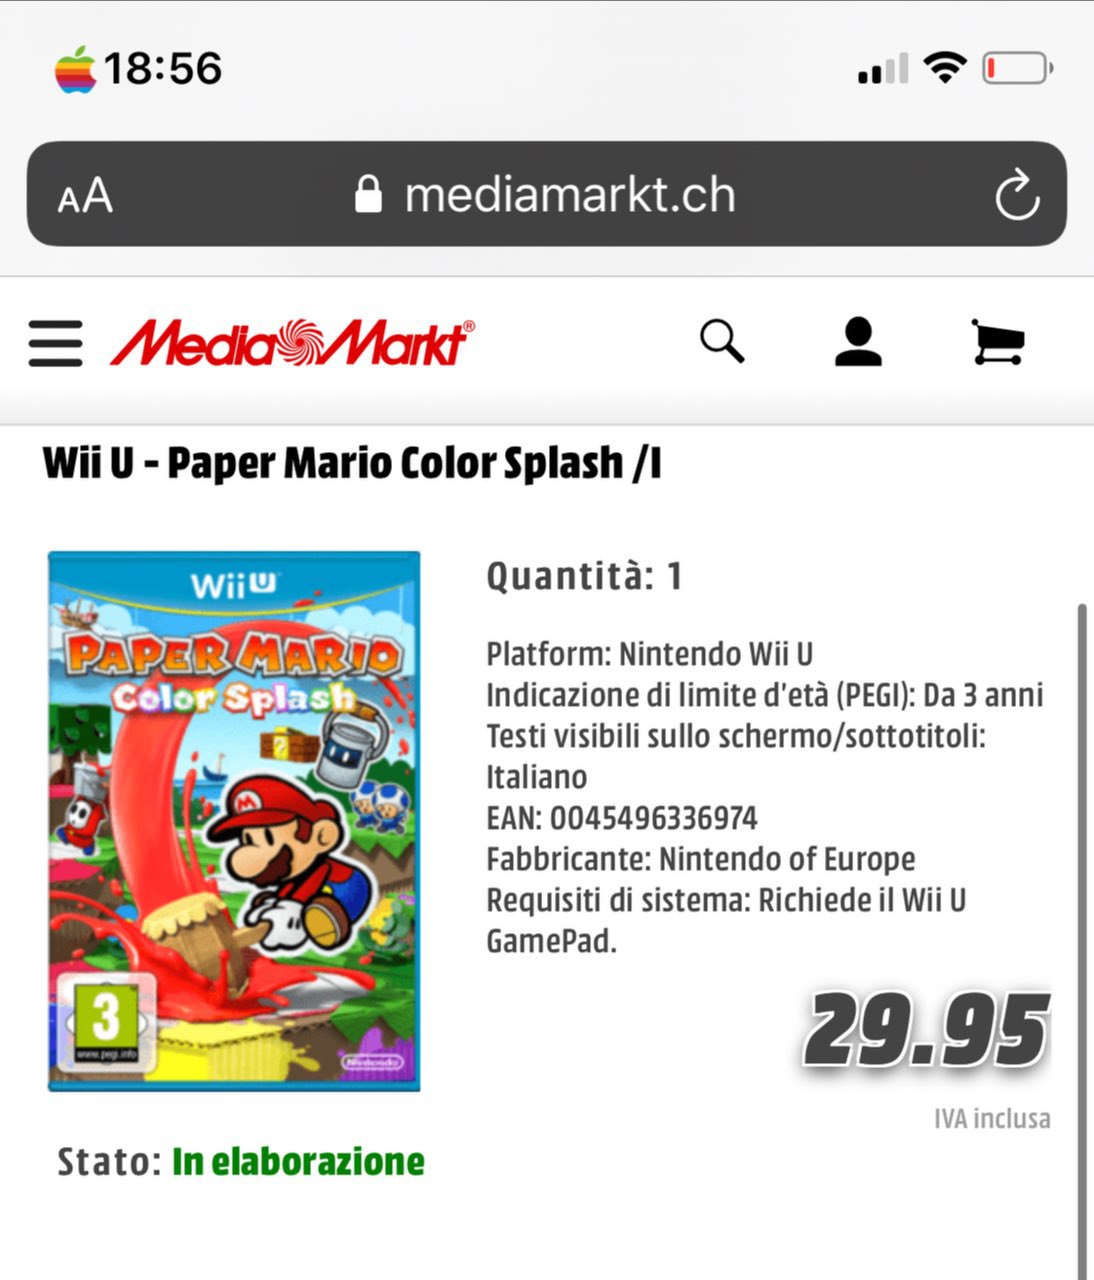 18:56
AA
mediamarkt.ch
Media Markt®
Wii U - Paper Mario Color Splash /I
Wii U
PAPER MARIO
Color Splash
?
M
3
www.pegi.info
Nintendo
Quantità: 1
Platform: Nintendo Wii U
Indicazione di limite d'età (PEGI): Da 3 anni
Testi visibili sullo schermo/sottotitoli:
Italiano
EAN: 0045496336974
Fabbricante: Nintendo of Europe
Requisiti di sistema: Richiede il Wii U
GamePad.
29.95
IVA inclusa
Stato: In elaborazione